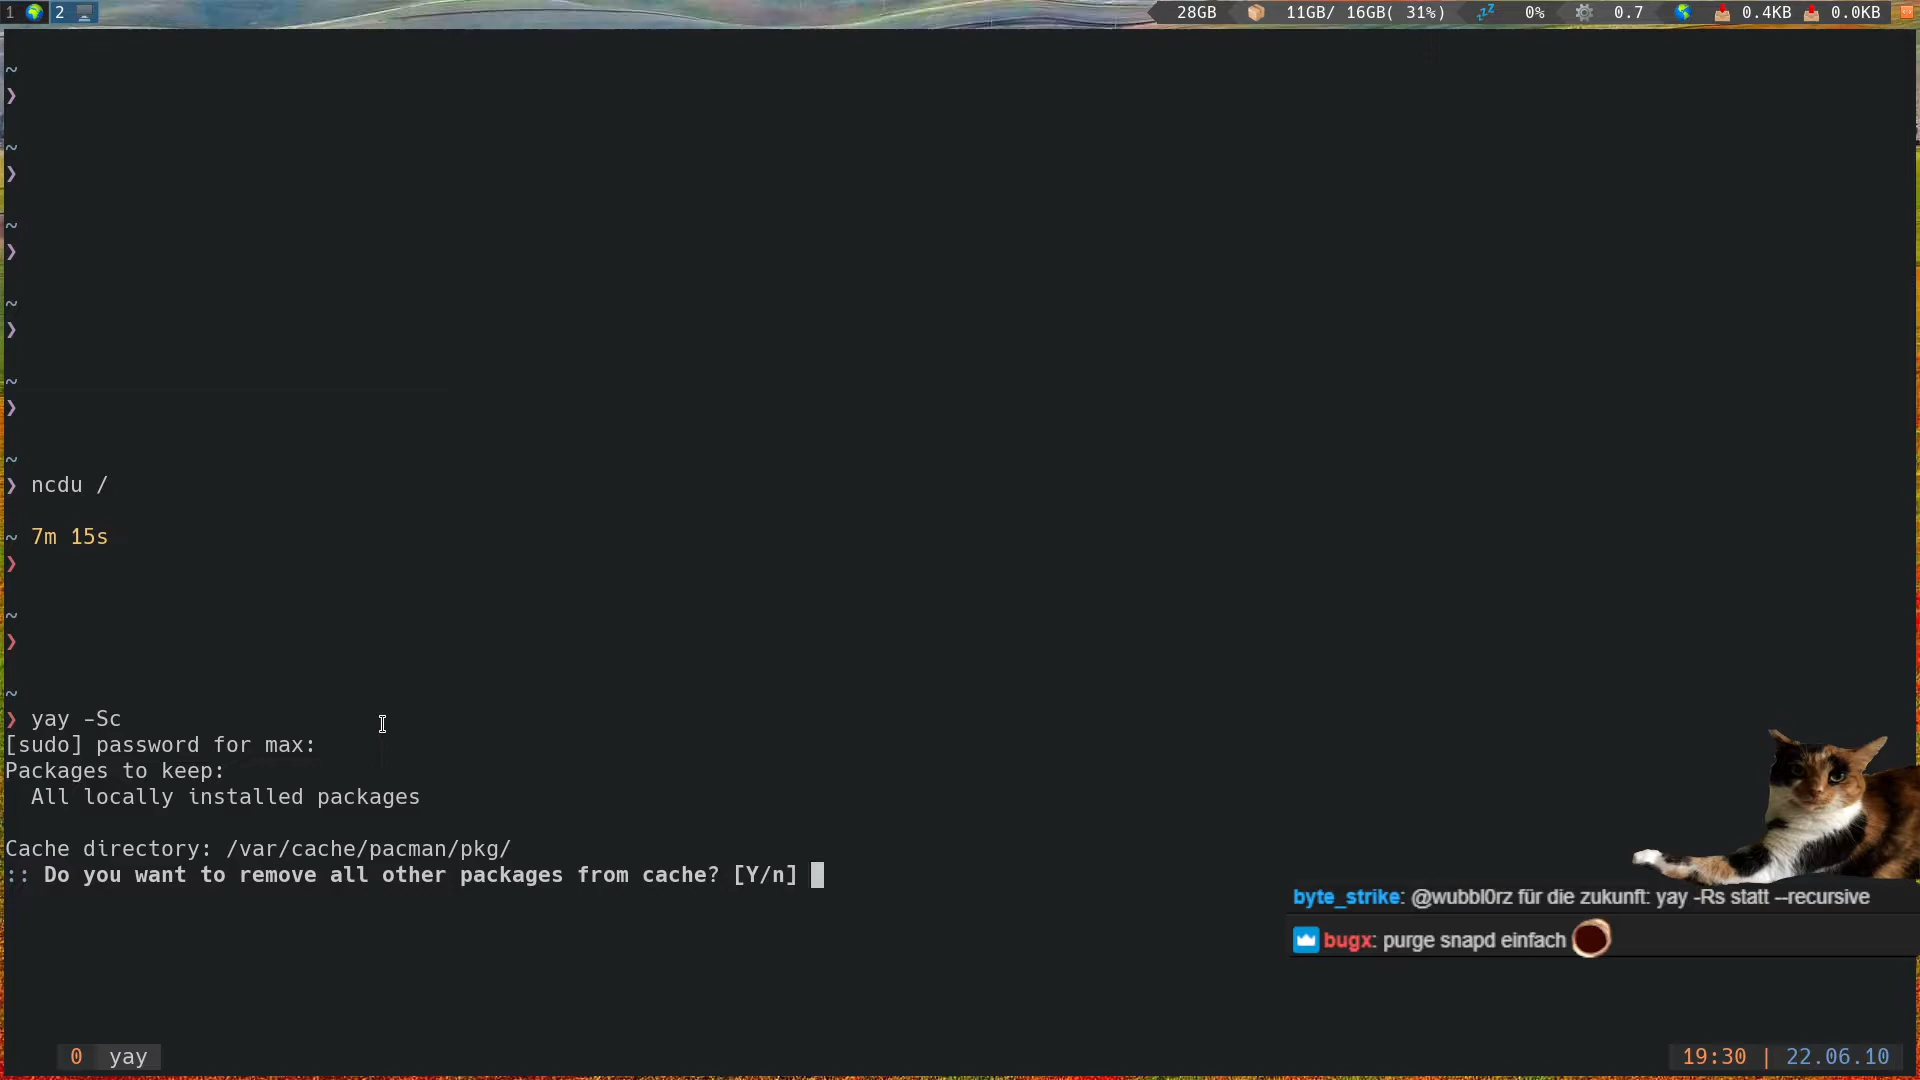 1 2 28GB 11GB/ 16GB( 31%) 0% 0.7 0.4KB 0.0KB
~
❯
~
❯
~
❯
~
❯
~
❯
~
❯ ncdu /
~ 7m 15s
❯
~
❯
~
❯ yay -Sc
[sudo] password for max:
Packages to keep:
All locally installed packages
Cache directory: /var/cache/pacman/pkg/
:: Do you want to remove all other packages from cache? [Y/n]
byte_strike: @wubbl0rz für die zukunft: yay -Rs statt --recursive
bugx: purge snapd einfach
0 yay
19:30 | 22.06.10